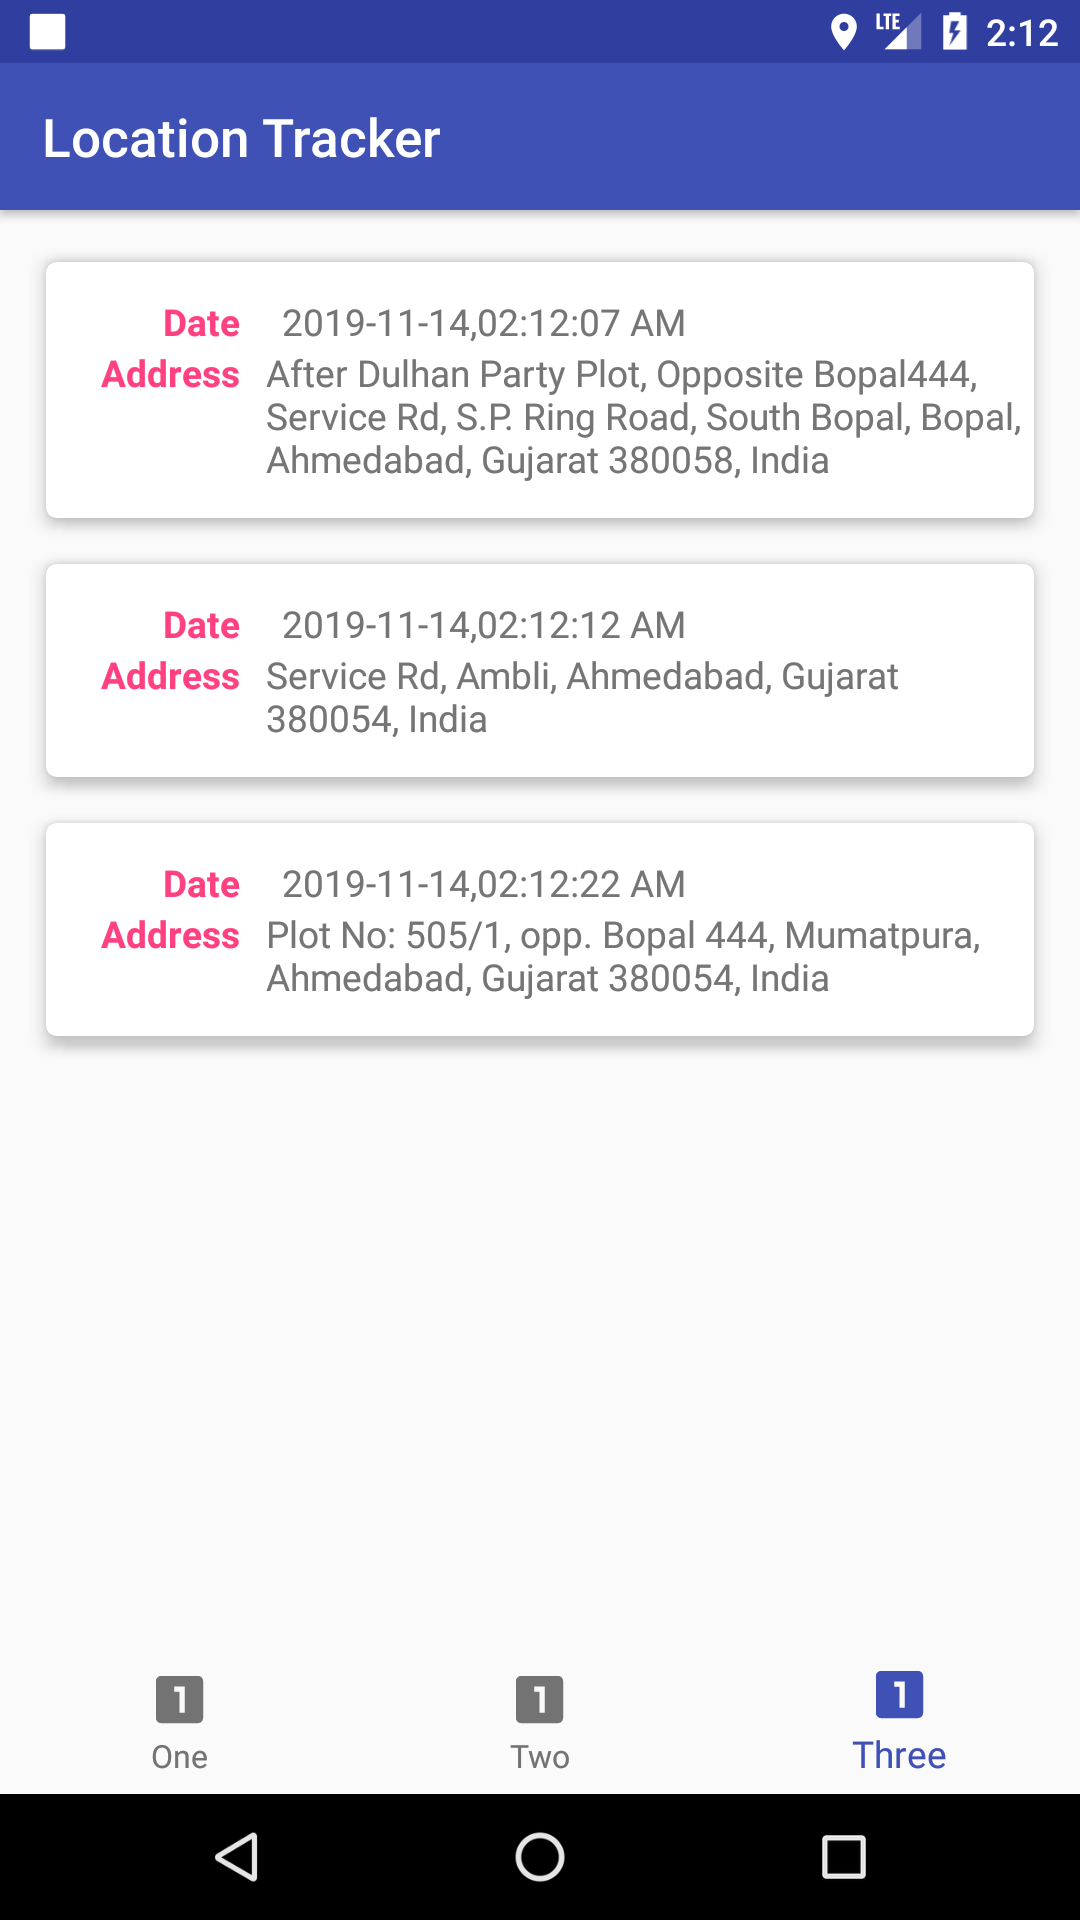 LTE 2:12
Location Tracker
Date 2019-11-14,02:12:07 AM
Address After Dulhan Party Plot, Opposite Bopal444,
Service Rd, S.P. Ring Road, South Bopal, Bopal,
Ahmedabad, Gujarat 380058, India
Date 2019-11-14,02:12:12 AM
Address Service Rd, Ambli, Ahmedabad, Gujarat
380054, India
Date 2019-11-14,02:12:22 AM
Address Plot No: 505/1, opp. Bopal 444, Mumatpura,
Ahmedabad, Gujarat 380054, India
1 1 1
One Two Three